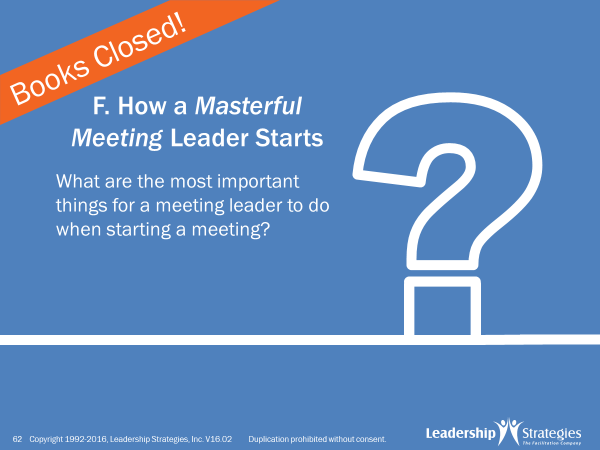 Books Closed!
F. How a Masterful
Meeting Leader Starts
What are the most important
things for a meeting leader to do
when starting a meeting?
62 Copyright 1992-2016, Leadership Strategies, Inc. V16.02 Duplication prohibited without consent.
Leadership Strategies
The Facilitation Company